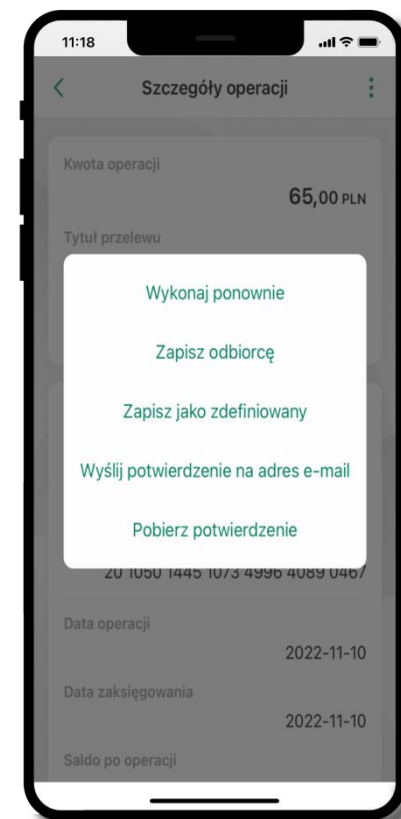 11:18
Szczegóły operacji
Kwota operacji
65,00 PLN
Tytuł przelewu
Wykonaj ponownie
Zapisz odbiorcę
Zapisz jako zdefiniowany
Wyślij potwierdzenie na adres e-mail
Pobierz potwierdzenie
20 1050 1445 1073 4996 4089 0467
Data operacji
2022-11-10
Data zaksięgowania
2022-11-10
Saldo po operacji